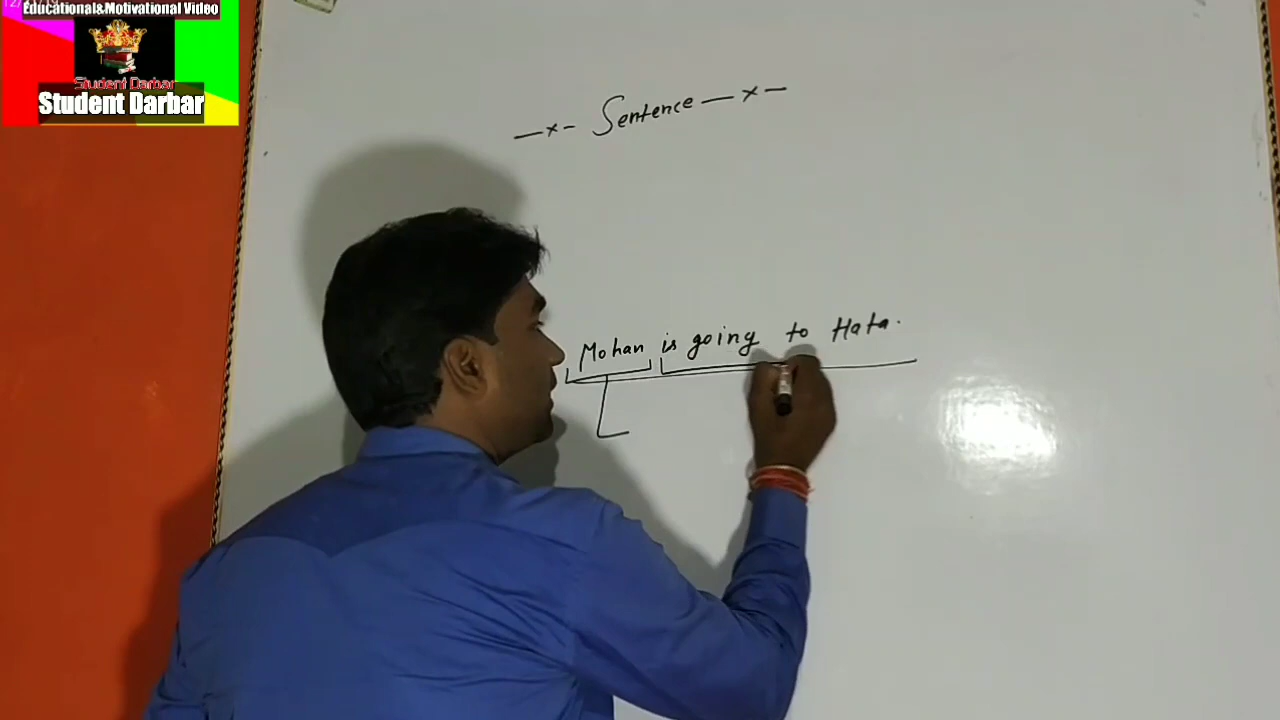 Educational&Motivational Video
Student Darbar
Student Darbar
Sentence
Mohan is going to Hata.